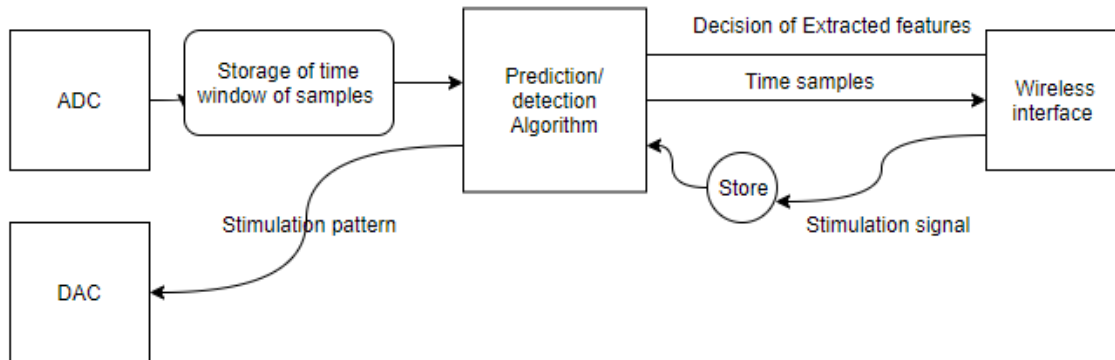 Decision of Extracted features
ADC
Storage of time
window of samples
Prediction/
detection
Algorithm
Time samples
Wireless
interface
Store
Stimulation pattern
Stimulation signal
DAC